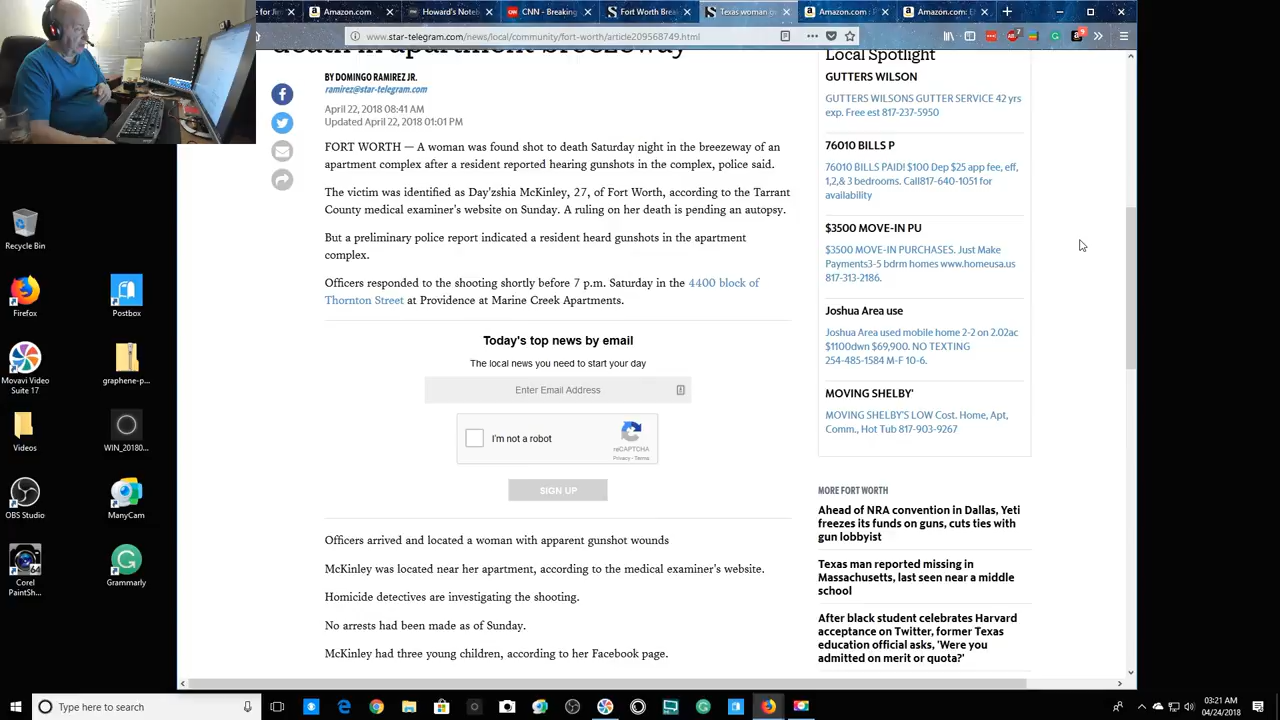 e for Ji
Amazon.com
Howard's Note
CNN - Breaking
Fort Worth Break
Texas woman
Amazon.com: P
Amazon.com: E
www.star-telegram.com/news/local/community/fort-worth/article209568749.html
death in apartment breezeway
BY DOMINGO RAMIREZ JR.
ramirez@star-telegram.com
April 22, 2018 08:41 AM
Updated April 22, 2018 01:01 PM
FORT WORTH — A woman was found shot to death Saturday night in the breezeway of an
apartment complex after a resident reported hearing gunshots in the complex, police said.
The victim was identified as Day'zshia McKinley, 27, of Fort Worth, according to the Tarrant
County medical examiner's website on Sunday. A ruling on her death is pending an autopsy.
But a preliminary police report indicated a resident heard gunshots in the apartment
complex.
Officers responded to the shooting shortly before 7 p.m. Saturday in the 4400 block of
Thornton Street at Providence at Marine Creek Apartments.
Today's top news by email
The local news you need to start your day
Enter Email Address
I'm not a robot
reCAPTCHA
Privacy - Terms
SIGN UP
Officers arrived and located a woman with apparent gunshot wounds
McKinley was located near her apartment, according to the medical examiner's website.
Homicide detectives are investigating the shooting.
No arrests had been made as of Sunday.
McKinley had three young children, according to her Facebook page.
Local Spotlight
GUTTERS WILSON
GUTTERS WILSONS GUTTER SERVICE 42 yrs
exp. Free est 817-237-5950
76010 BILLS P
76010 BILLS PAID! $100 Dep $25 app fee, eff,
1,2,& 3 bedrooms. Call817-640-1051 for
availability
$3500 MOVE-IN PU
$3500 MOVE-IN PURCHASES. Just Make
Payments3-5 bdrm homes www.homeusa.us
817-313-2186.
Joshua Area use
Joshua Area used mobile home 2-2 on 2.02ac
$1100dwn $69,900. NO TEXTING
254-485-1584 M-F 10-6.
MOVING SHELBY'
MOVING SHELBY'S LOW Cost. Home, Apt,
Comm., Hot Tub 817-903-9267
MORE FORT WORTH
Ahead of NRA convention in Dallas, Yeti
freezes its funds on guns, cuts ties with
gun lobbyist
Texas man reported missing in
Massachusetts, last seen near a middle
school
After black student celebrates Harvard
acceptance on Twitter, former Texas
education official asks, 'Were you
admitted on merit or quota?'
Recycle Bin
Firefox
Postbox
Movavi Video
Suite 17
graphene-p...
Videos
WIN_20180...
OBS Studio
ManyCam
Corel
PaintSh...
Grammarly
Type here to search
03:21 AM
04/24/2018